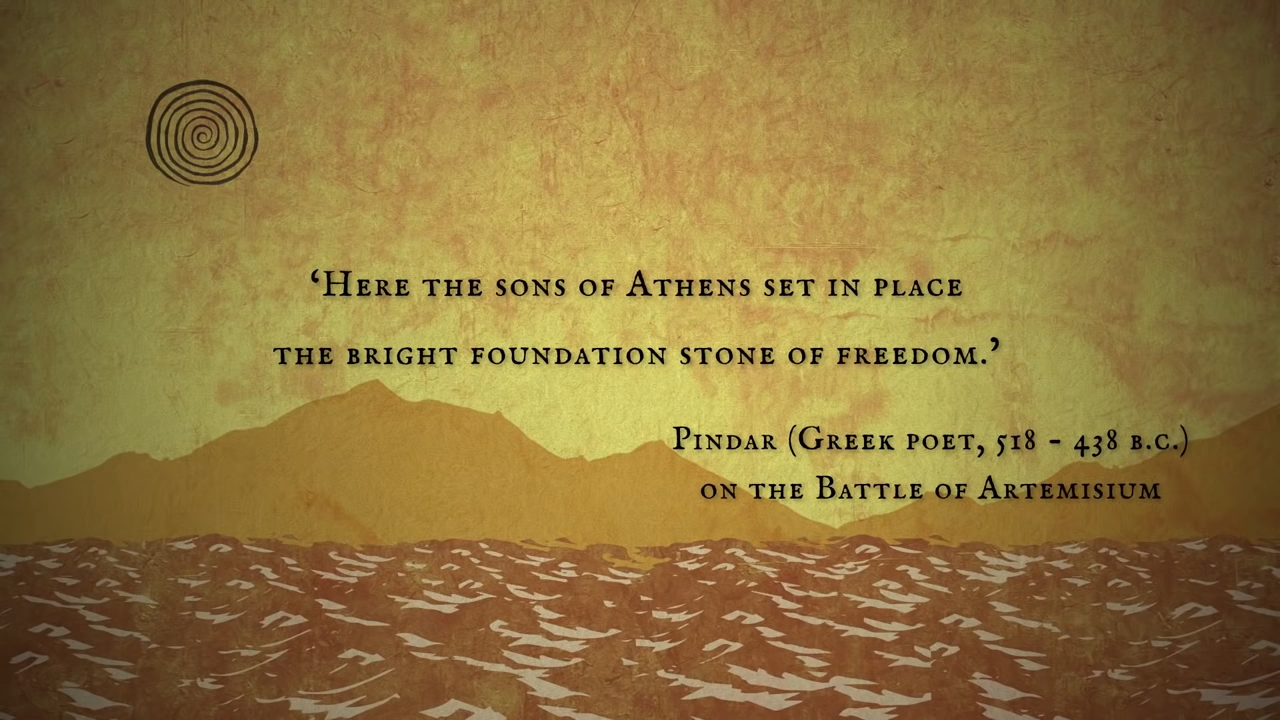 ‘Here the sons of Athens set in place
the bright foundation stone of freedom.’
Pindar (Greek poet, 518 - 438 b.c.)
on the Battle of Artemisium